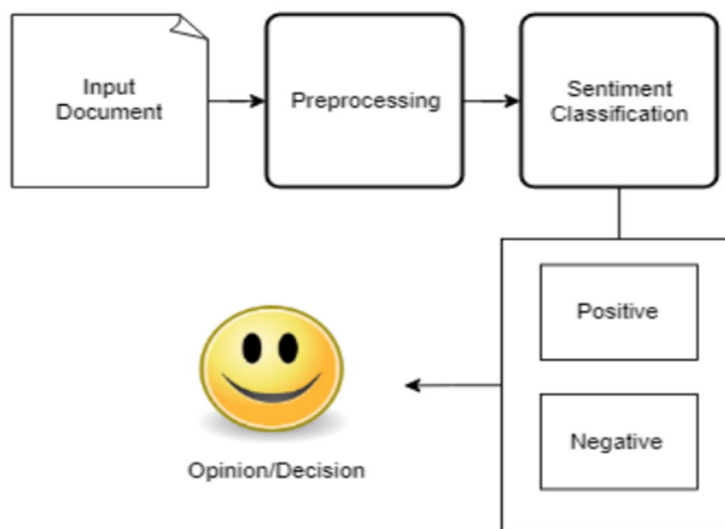 Input
Document
Preprocessing
Sentiment
Classification
Positive
Negative
Opinion/Decision